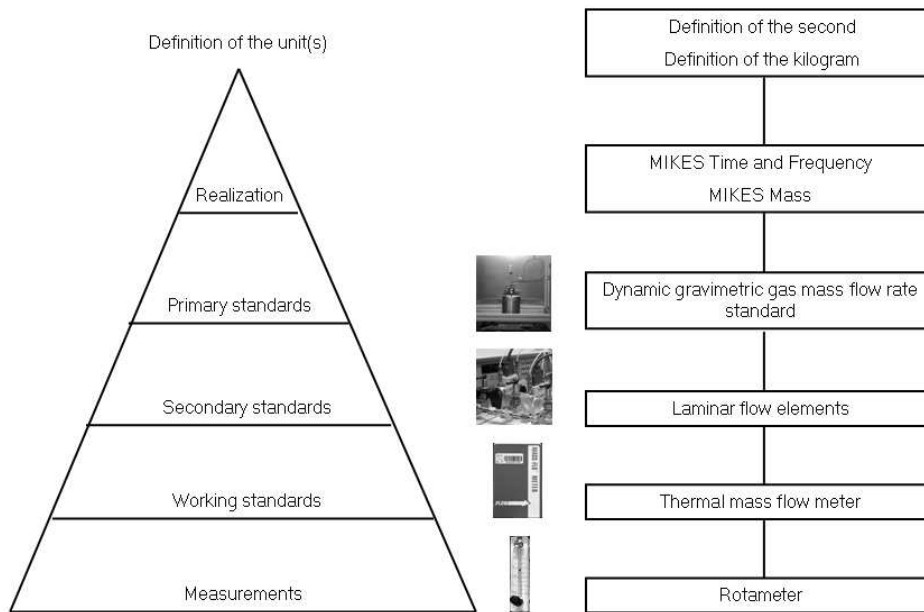 Definition of the unit(s)
Realization
Primary standards
Secondary standards
Working standards
Measurements
Definition of the second
Definition of the kilogram
MIKES Time and Frequency
MIKES Mass
Dynamic gravimetric gas mass flow rate
standard
Laminar flow elements
Thermal mass flow meter
Rotameter